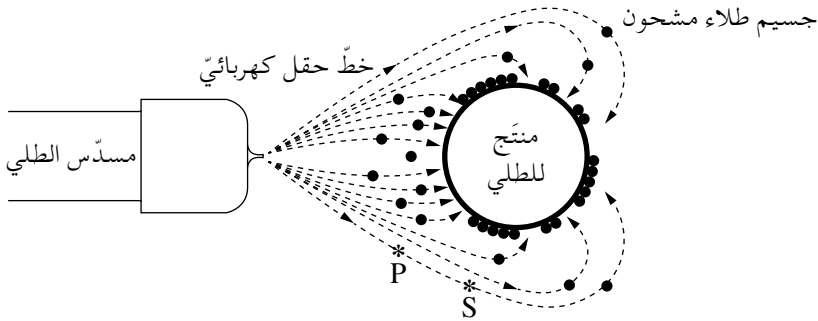 جسيم طلاء مشحون
خطّ حقل كهربائيّ
منتَج
للطلي
مسدّس الطلي
P
S